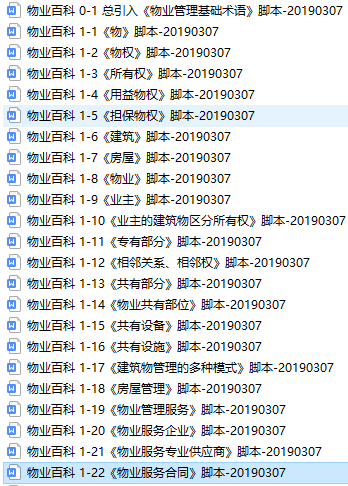 物业百科 0-1 总引入《物业管理基础术语》脚本-20190307
物业百科 1-1《物》脚本-20190307
物业百科 1-2《物权》脚本-20190307
物业百科 1-3《所有权》脚本-20190307
物业百科 1-4《用益物权》脚本-20190307
物业百科 1-5《担保物权》脚本-20190307
物业百科 1-6《建筑》脚本-20190307
物业百科 1-7《房屋》脚本-20190307
物业百科 1-8《物业》脚本-20190307
物业百科 1-9《业主》脚本-20190307
物业百科 1-10《业主的建筑物区分所有权》脚本-20190307
物业百科 1-11《专有部分》脚本-20190307
物业百科 1-12《相邻关系、相邻权》脚本-20190307
物业百科 1-13《共有部分》脚本-20190307
物业百科 1-14《物业共有部位》脚本-20190307
物业百科 1-15《共有设备》脚本-20190307
物业百科 1-16《共有设施》脚本-20190307
物业百科 1-17《建筑物管理的多种模式》脚本-20190307
物业百科 1-18《房屋管理》脚本-20190307
物业百科 1-19《物业管理服务》脚本-20190307
物业百科 1-20《物业服务企业》脚本-20190307
物业百科 1-21《物业服务专业供应商》脚本-20190307
物业百科 1-22《物业服务合同》脚本-20190307